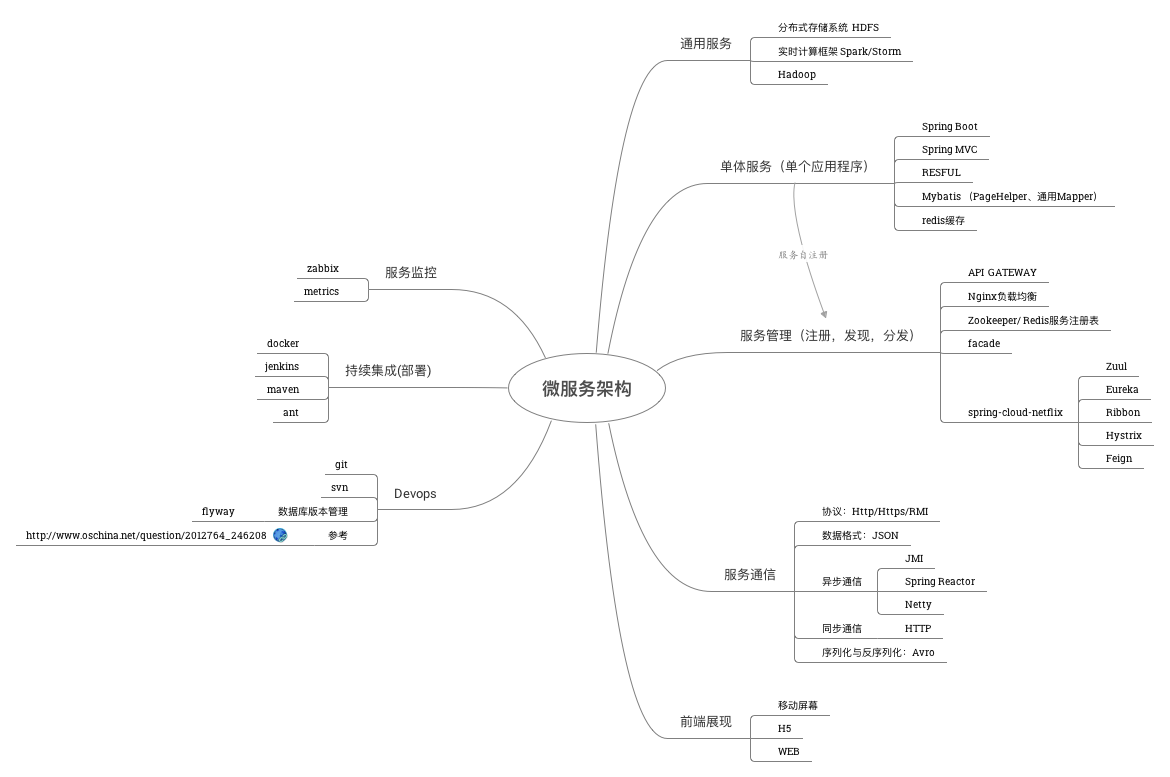 微服务架构
通用服务
分布式存储系统 HDFS
实时计算框架 Spark/Storm
Hadoop
单体服务（单个应用程序）
Spring Boot
Spring MVC
RESFUL
Mybatis （PageHelper、通用Mapper）
redis缓存
服务自注册
服务管理（注册，发现，分发）
API GATEWAY
Nginx负载均衡
Zookeeper/ Redis服务注册表
facade
spring-cloud-netflix
Zuul
Eureka
Ribbon
Hystrix
Feign
服务通信
协议：Http/Https/RMI
数据格式：JSON
异步通信
JMI
Spring Reactor
Netty
同步通信
HTTP
序列化与反序列化：Avro
前端展现
移动屏幕
H5
WEB
服务监控
zabbix
metrics
持续集成(部署)
docker
jenkins
maven
ant
Devops
git
svn
数据库版本管理
flyway
参考
http://www.oschina.net/question/2012764_246208